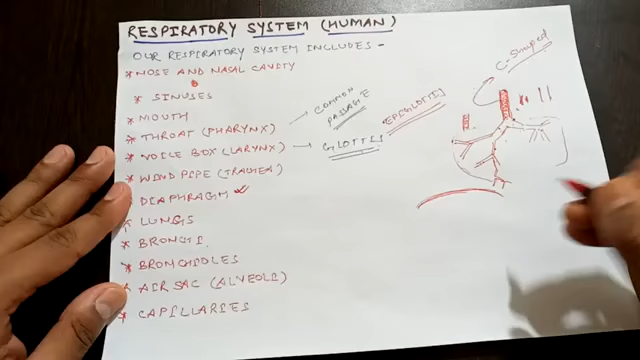 RESPIRATORY SYSTEM (HUMAN)
OUR RESPIRATORY SYSTEM INCLUDES -
* NOSE AND NASAL CAVITY
* SINUSES
* MOUTH
* THROAT (PHARYNX) → COMMON PASSAGE
* VOICE BOX (LARYNX) → GLOTTIS
EPIGLOTTIS
* WIND PIPE (TRACHEA)
* DIAPHRAGM ✓
* LUNGS
* BRONCHI
* BRONCHIOLES
* AIR SAC (ALVEOLI)
* CAPILLARIES
C-Shaped